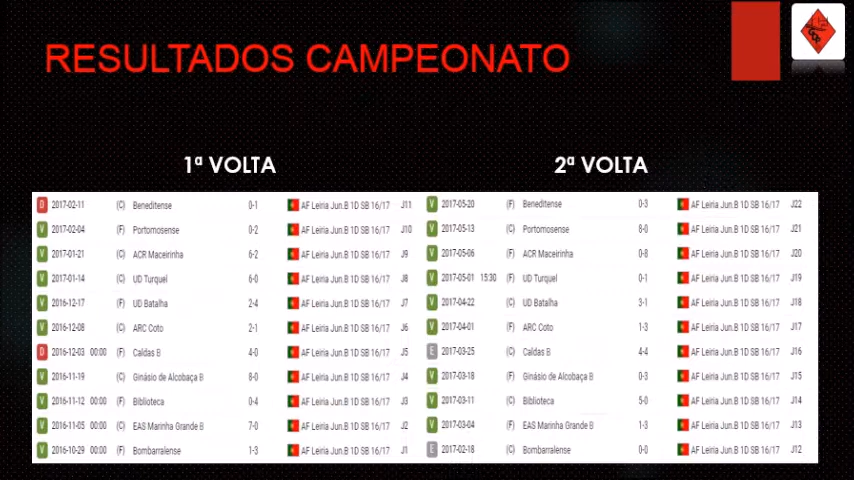 RESULTADOS CAMPEONATO
1ª VOLTA
D 2017-02-11 (C) Beneditense 0-1 AF Leiria Jun.B 1D SB 16/17 J11
V 2017-02-04 (F) Portomosense 0-2 AF Leiria Jun.B 1D SB 16/17 J10
V 2017-01-21 (C) ACR Maceirinha 6-2 AF Leiria Jun.B 1D SB 16/17 J9
V 2017-01-14 (C) UD Turquel 6-0 AF Leiria Jun.B 1D SB 16/17 J8
V 2016-12-17 (F) UD Batalha 2-4 AF Leiria Jun.B 1D SB 16/17 J7
V 2016-12-08 (C) ARC Coto 2-1 AF Leiria Jun.B 1D SB 16/17 J6
D 2016-12-03 00:00 (F) Caldas B 4-0 AF Leiria Jun.B 1D SB 16/17 J5
V 2016-11-19 (C) Ginásio de Alcobaça B 8-0 AF Leiria Jun.B 1D SB 16/17 J4
V 2016-11-12 00:00 (F) Biblioteca 0-4 AF Leiria Jun.B 1D SB 16/17 J3
V 2016-11-05 00:00 (C) EAS Marinha Grande B 7-0 AF Leiria Jun.B 1D SB 16/17 J2
V 2016-10-29 00:00 (F) Bombarralense 1-3 AF Leiria Jun.B 1D SB 16/17 J1
2ª VOLTA
V 2017-05-20 (F) Beneditense 0-3 AF Leiria Jun.B 1D SB 16/17 J22
V 2017-05-13 (C) Portomosense 8-0 AF Leiria Jun.B 1D SB 16/17 J21
V 2017-05-06 (F) ACR Maceirinha 0-8 AF Leiria Jun.B 1D SB 16/17 J20
V 2017-05-01 15:30 (F) UD Turquel 0-1 AF Leiria Jun.B 1D SB 16/17 J19
V 2017-04-22 (C) UD Batalha 3-1 AF Leiria Jun.B 1D SB 16/17 J18
V 2017-04-01 (F) ARC Coto 1-3 AF Leiria Jun.B 1D SB 16/17 J17
E 2017-03-25 (C) Caldas B 4-4 AF Leiria Jun.B 1D SB 16/17 J16
V 2017-03-18 (F) Ginásio de Alcobaça B 0-3 AF Leiria Jun.B 1D SB 16/17 J15
V 2017-03-11 (C) Biblioteca 5-0 AF Leiria Jun.B 1D SB 16/17 J14
V 2017-03-04 (F) EAS Marinha Grande B 1-3 AF Leiria Jun.B 1D SB 16/17 J13
E 2017-02-18 (C) Bombarralense 0-0 AF Leiria Jun.B 1D SB 16/17 J12